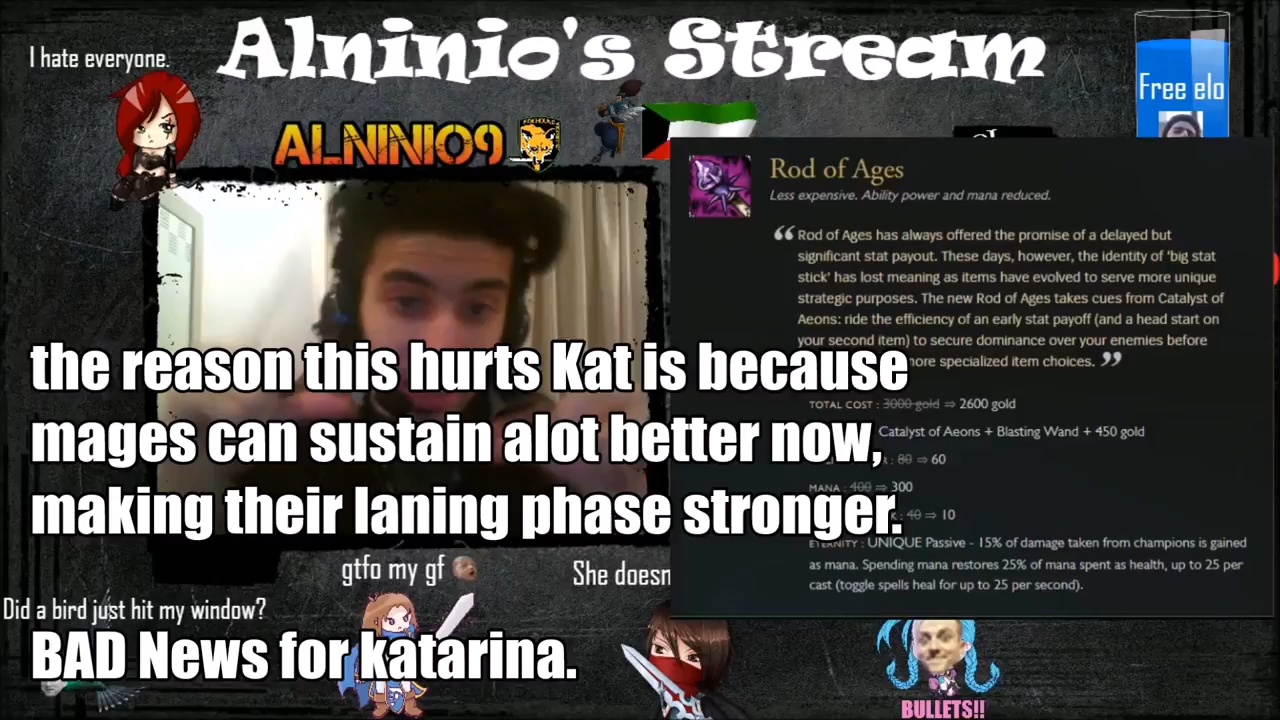 Alninio's Stream
I hate everyone.
Free elo
ALNINIO9
Rod of Ages
Less expensive. Ability power and mana reduced.
“ Rod of Ages has always offered the promise of a delayed but
significant stat payout. These days, however, the identity of 'big stat
stick' has lost meaning as items have evolved to serve more unique
strategic purposes. The new Rod of Ages takes cues from Catalyst of
Aeons: ride the efficiency of an early stat payoff (and a head start on
your second item) to secure dominance over your enemies before
more specialized item choices. ”
TOTAL COST : 3000 gold ⇒ 2600 gold
Catalyst of Aeons + Blasting Wand + 450 gold
: 80 ⇒ 60
MANA : 400 ⇒ 300
: 40 ⇒ 10
ETERNITY : UNIQUE Passive - 15% of damage taken from champions is gained
as mana. Spending mana restores 25% of mana spent as health, up to 25 per
cast (toggle spells heal for up to 25 per second).
the reason this hurts Kat is because
mages can sustain alot better now,
making their laning phase stronger.
gtfo my gf
She doesn
Did a bird just hit my window?
BAD News for katarina.
BULLETS!!